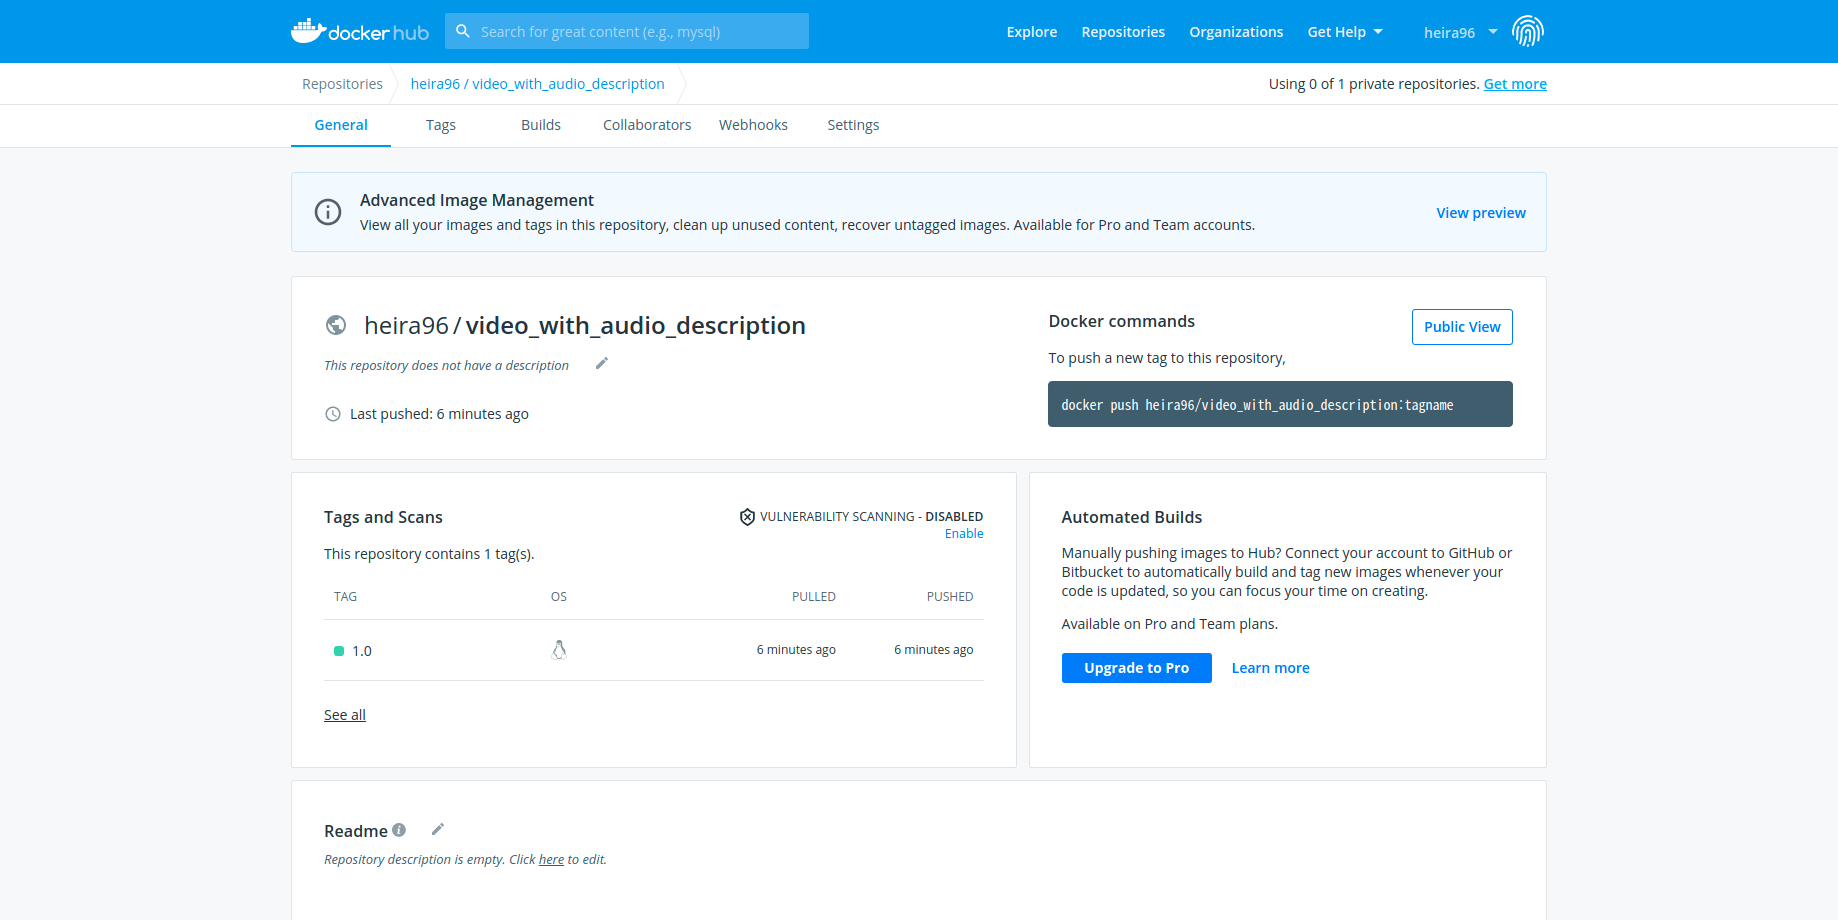 docker hub
Search for great content (e.g., mysql)
Explore
Repositories
Organizations
Get Help
heira96
Repositories
heira96 / video_with_audio_description
Using 0 of 1 private repositories. Get more
General
Tags
Builds
Collaborators
Webhooks
Settings
Advanced Image Management
View all your images and tags in this repository, clean up unused content, recover untagged images. Available for Pro and Team accounts.
View preview
heira96 / video_with_audio_description
This repository does not have a description
Last pushed: 6 minutes ago
Docker commands
Public View
To push a new tag to this repository,
docker push heira96/video_with_audio_description:tagname
Tags and Scans
VULNERABILITY SCANNING - DISABLED
Enable
This repository contains 1 tag(s).
TAG OS PULLED PUSHED
1.0 6 minutes ago 6 minutes ago
See all
Automated Builds
Manually pushing images to Hub? Connect your account to GitHub or
Bitbucket to automatically build and tag new images whenever your
code is updated, so you can focus your time on creating.
Available on Pro and Team plans.
Upgrade to Pro
Learn more
Readme
Repository description is empty. Click here to edit.